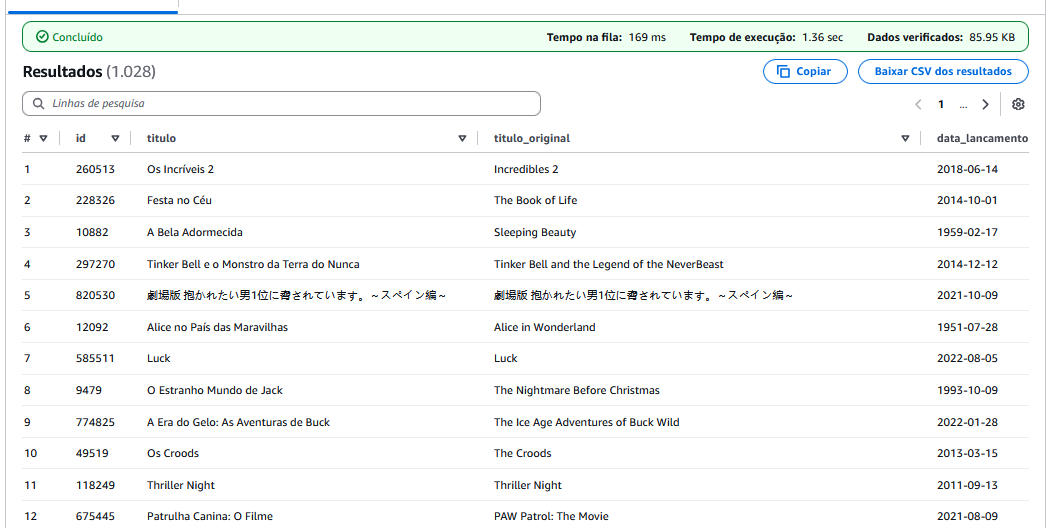 Concluído Tempo na fila: 169 ms Tempo de execução: 1.36 sec Dados verificados: 85.95 KB
Resultados (1.028) Copiar Baixar CSV dos resultados
Linhas de pesquisa 1 ...
# id titulo titulo_original data_lancamento
1 260513 Os Incríveis 2 Incredibles 2 2018-06-14
2 228326 Festa no Céu The Book of Life 2014-10-01
3 10882 A Bela Adormecida Sleeping Beauty 1959-02-17
4 297270 Tinker Bell e o Monstro da Terra do Nunca Tinker Bell and the Legend of the NeverBeast 2014-12-12
5 820530 劇場版 抱かれたい男1位に脅されています。～スペイン編～ 劇場版 抱かれたい男1位に脅されています。～スペイン編～ 2021-10-09
6 12092 Alice no País das Maravilhas Alice in Wonderland 1951-07-28
7 585511 Luck Luck 2022-08-05
8 9479 O Estranho Mundo de Jack The Nightmare Before Christmas 1993-10-09
9 774825 A Era do Gelo: As Aventuras de Buck The Ice Age Adventures of Buck Wild 2022-01-28
10 49519 Os Croods The Croods 2013-03-15
11 118249 Thriller Night Thriller Night 2011-09-13
12 675445 Patrulha Canina: O Filme PAW Patrol: The Movie 2021-08-09